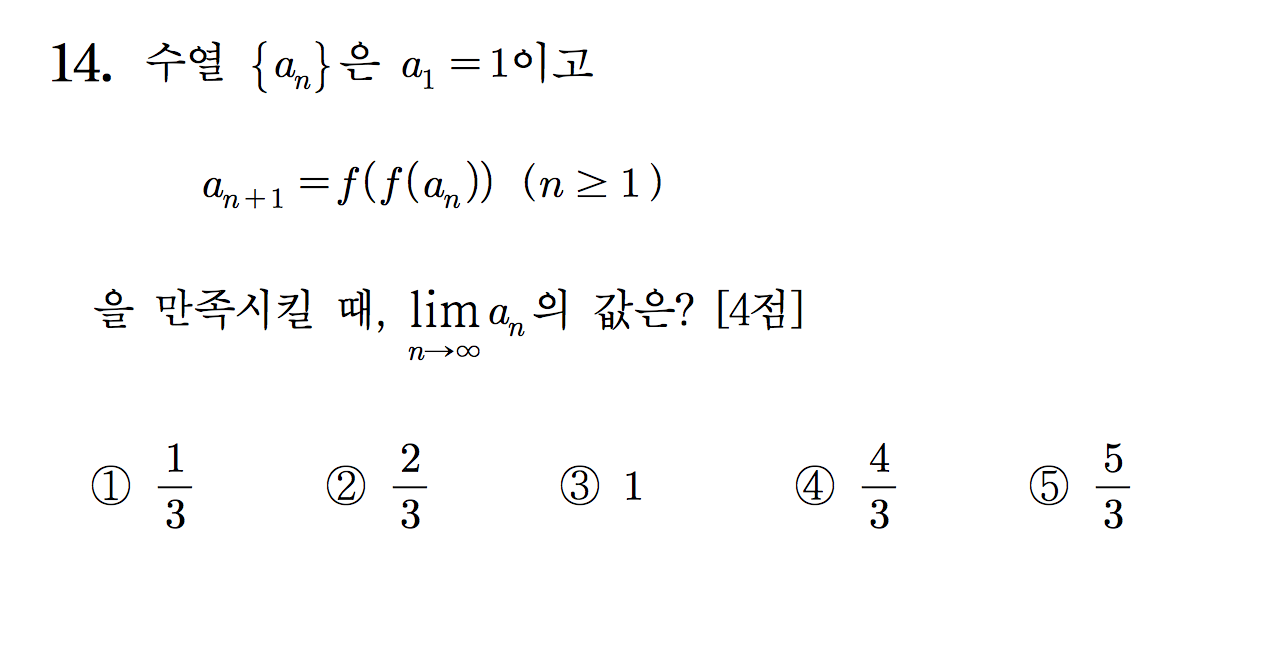 14. 수열 {aₙ}은 a₁ = 1이고
aₙ₊₁ = f(f(aₙ)) (n ≥ 1)
을 만족시킬 때, lim n→∞ aₙ의 값은? [4점]
① 1/3 ② 2/3 ③ 1 ④ 4/3 ⑤ 5/3